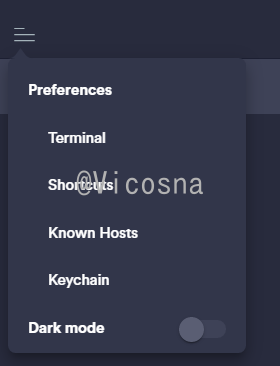 Preferences
Terminal
Shortcuts
@Vicosna
Known Hosts
Keychain
Dark mode